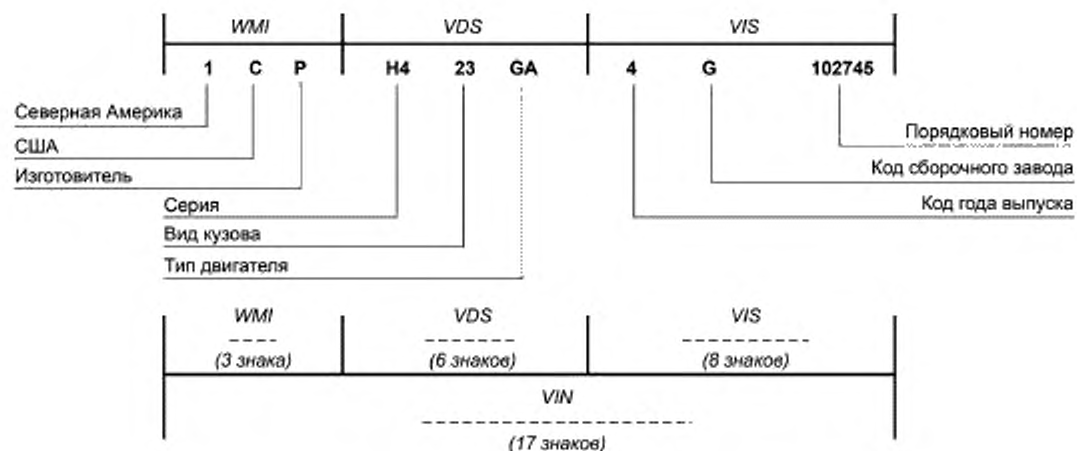 WMI VDS VIS
1 C P H4 23 GA 4 G 102745
Северная Америка
Порядковый номер
США
Код сборочного завода
Изготовитель
Серия
Код года выпуска
Вид кузова
Тип двигателя
WMI VDS VIS
(3 знака) (6 знаков) (8 знаков)
VIN
(17 знаков)